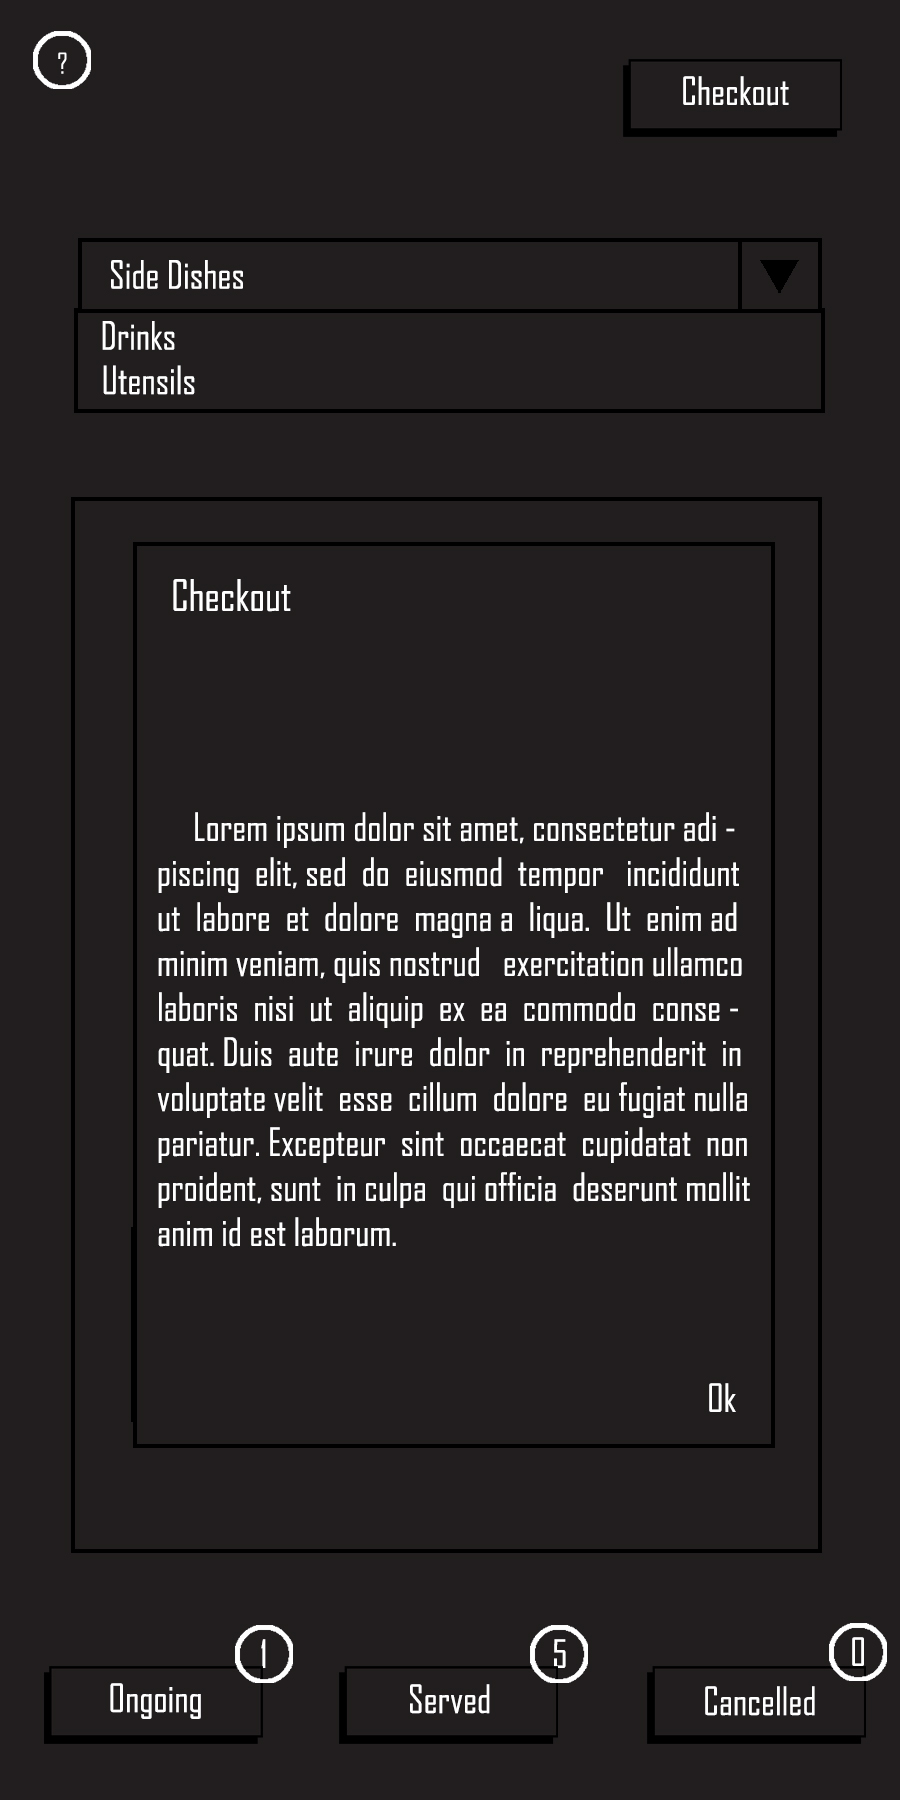 ?
Checkout
Side Dishes
Drinks
Utensils
Checkout
Lorem ipsum dolor sit amet, consectetur adi -
piscing elit, sed do eiusmod tempor incididunt
ut labore et dolore magna a liqua. Ut enim ad
minim veniam, quis nostrud exercitation ullamco
laboris nisi ut aliquip ex ea commodo conse -
quat. Duis aute irure dolor in reprehenderit in
voluptate velit esse cillum dolore eu fugiat nulla
pariatur. Excepteur sint occaecat cupidatat non
proident, sunt in culpa qui officia deserunt mollit
anim id est laborum.
Ok
1
5
0
Ongoing
Served
Cancelled